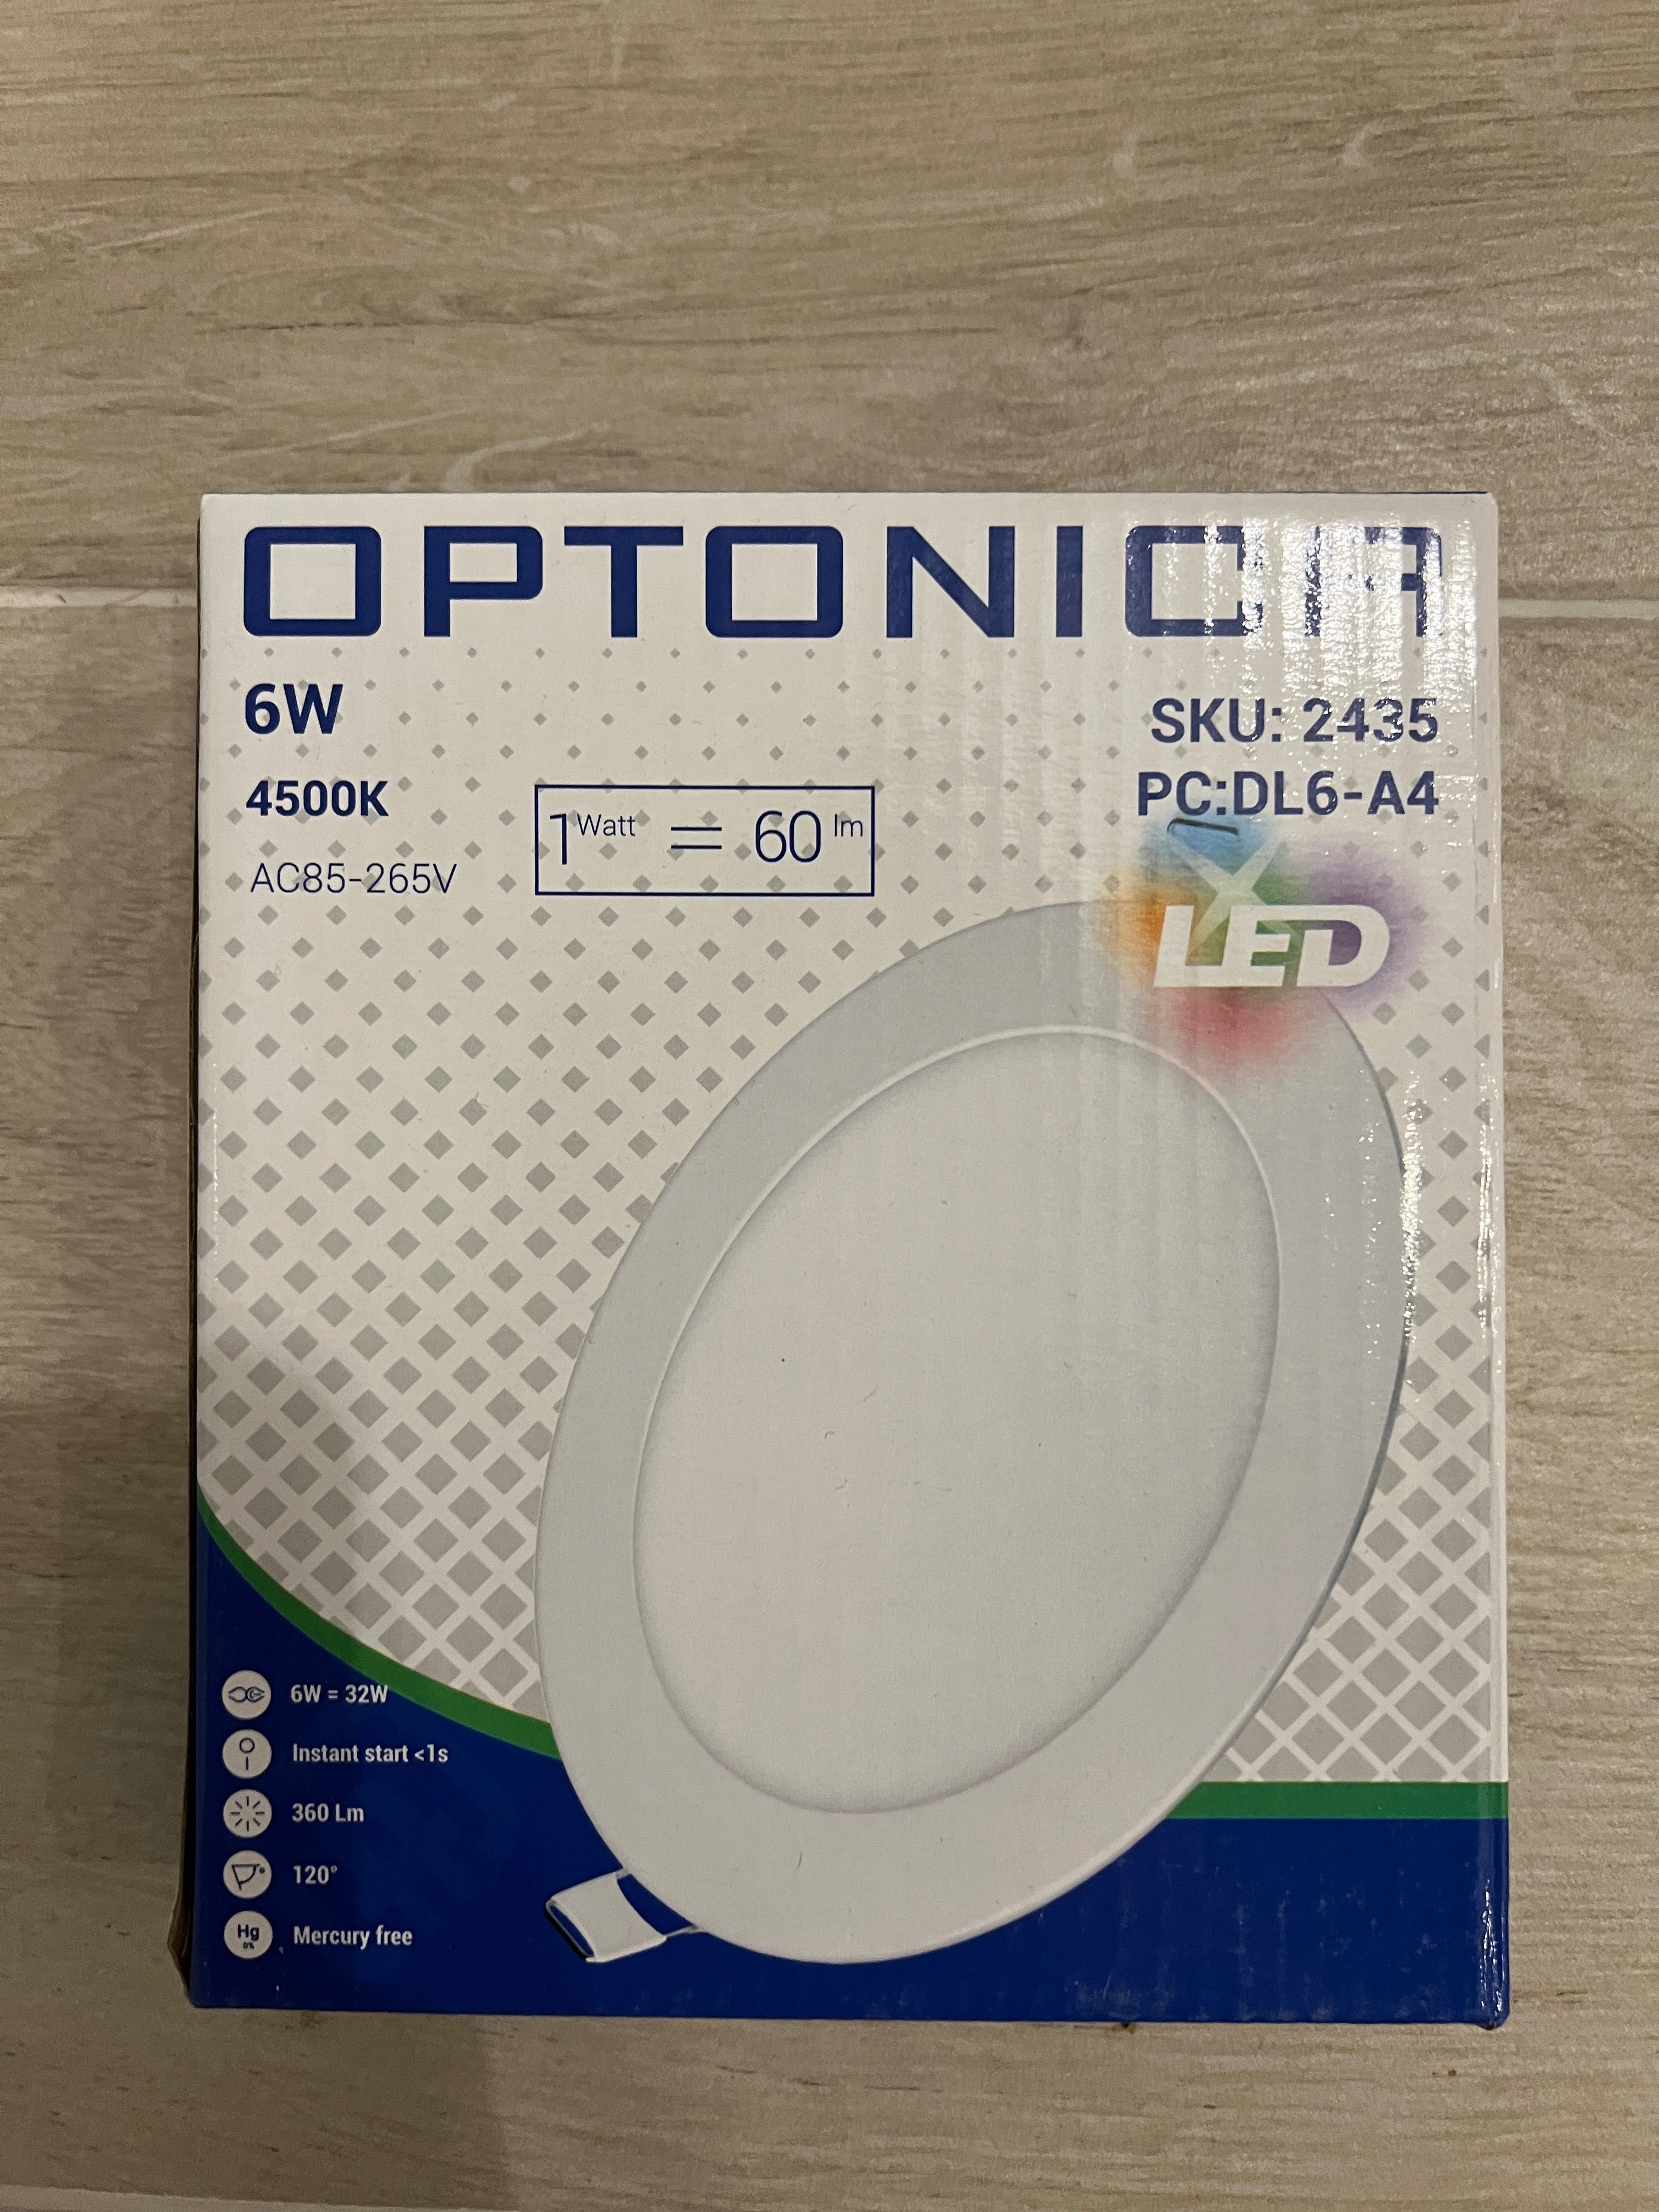 OPTONICA
6W
SKU: 2435
4500K
PC:DL6-A4
1 Watt = 60 lm
AC85-265V
LED
6W = 32W
Instant start <1s
360 Lm
120°
Hg
0%
Mercury free